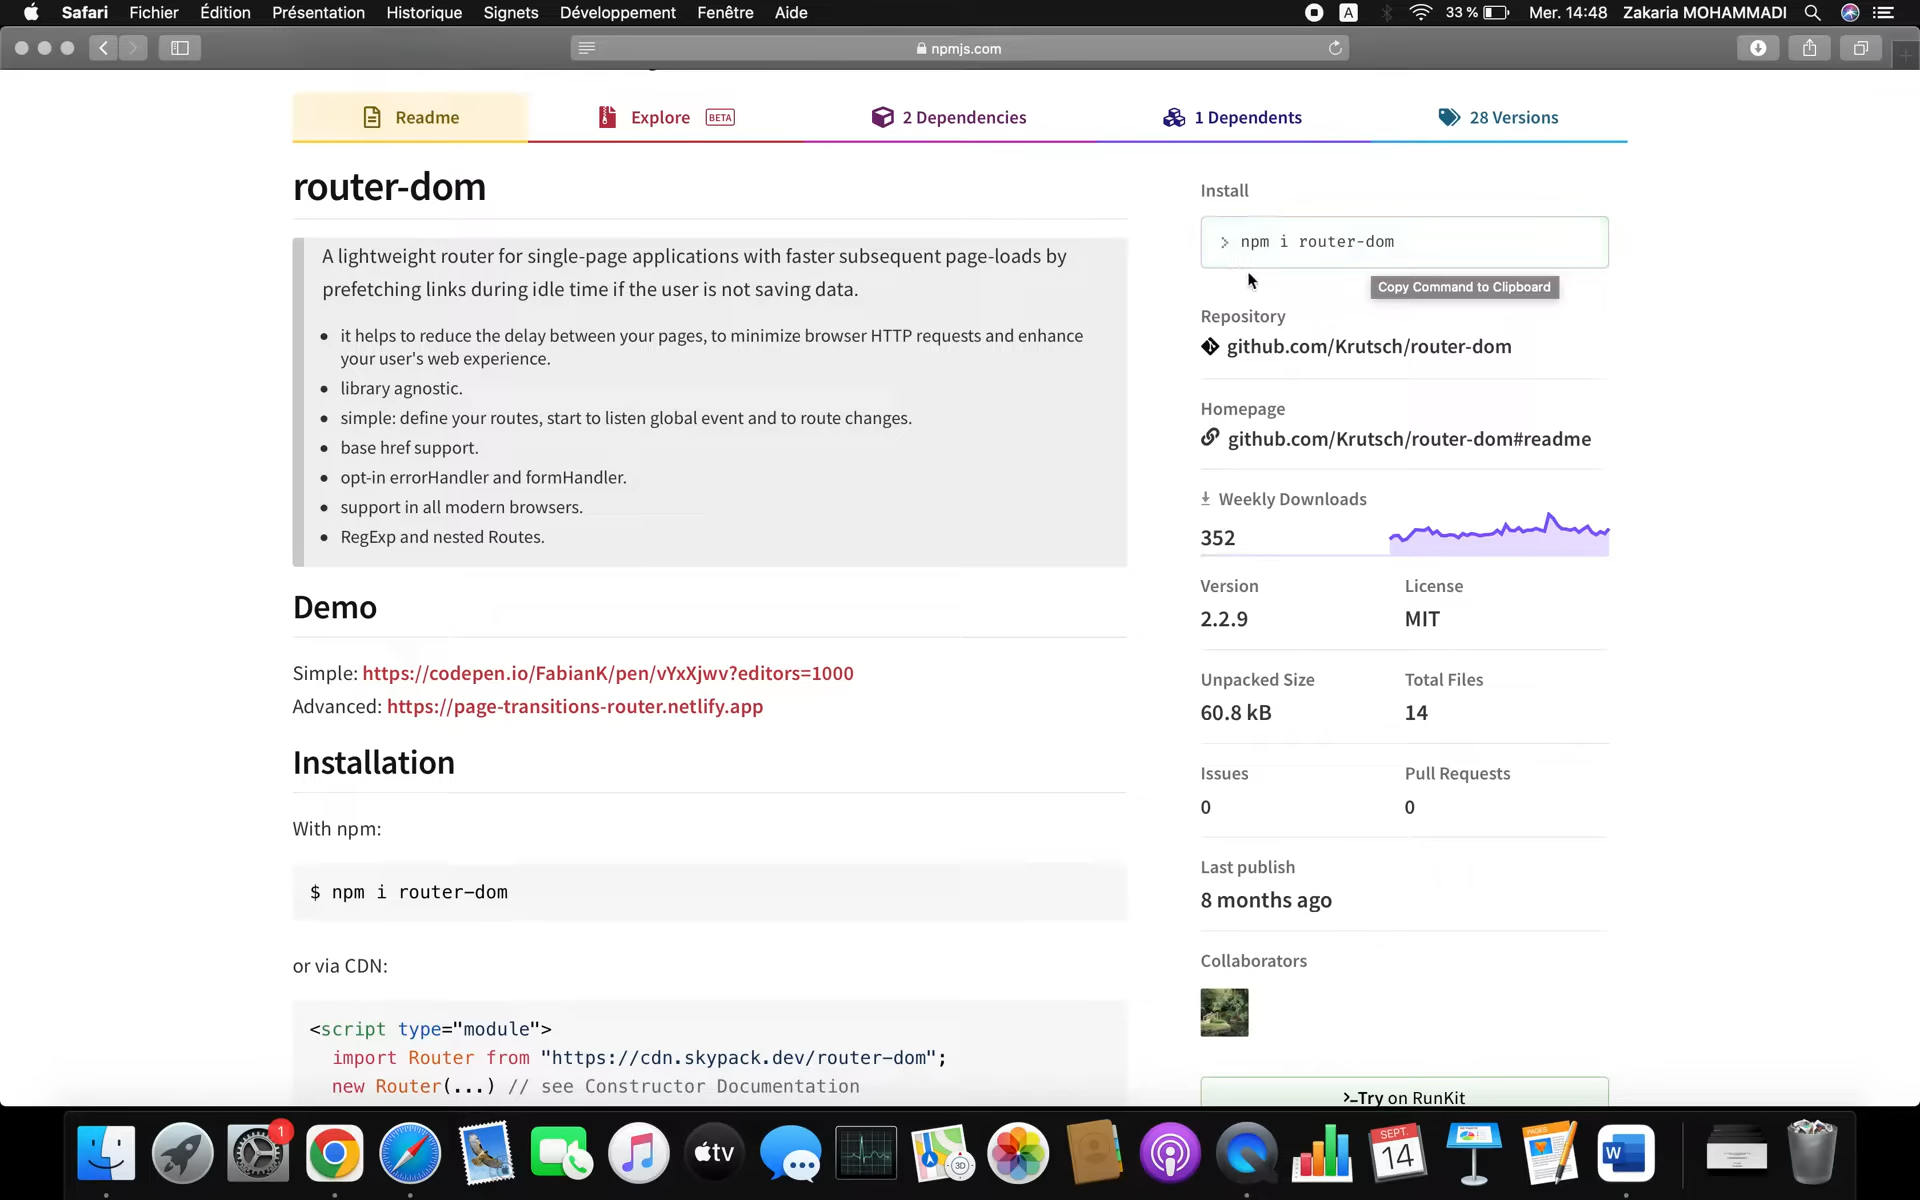 Safari Fichier Édition Présentation Historique Signets Développement Fenêtre Aide
A 33 % Mer. 14:48 Zakaria MOHAMMADI
npmjs.com
Readme Explore BETA 2 Dependencies 1 Dependents 28 Versions
router-dom
A lightweight router for single-page applications with faster subsequent page-loads by
prefetching links during idle time if the user is not saving data.
it helps to reduce the delay between your pages, to minimize browser HTTP requests and enhance
your user's web experience.
library agnostic.
simple: define your routes, start to listen global event and to route changes.
base href support.
opt-in errorHandler and formHandler.
support in all modern browsers.
RegExp and nested Routes.
Demo
Simple: https://codepen.io/FabianK/pen/vYxXjwv?editors=1000
Advanced: https://page-transitions-router.netlify.app
Installation
With npm:
$ npm i router-dom
or via CDN:
<script type="module">
import Router from "https://cdn.skypack.dev/router-dom";
new Router(...) // see Constructor Documentation
Install
> npm i router-dom
Copy Command to Clipboard
Repository
github.com/Krutsch/router-dom
Homepage
github.com/Krutsch/router-dom#readme
Weekly Downloads
352
Version License
2.2.9 MIT
Unpacked Size Total Files
60.8 kB 14
Issues Pull Requests
0 0
Last publish
8 months ago
Collaborators
>_Try on RunKit
1
tv
3D
SEPT.
14
PAGES
W